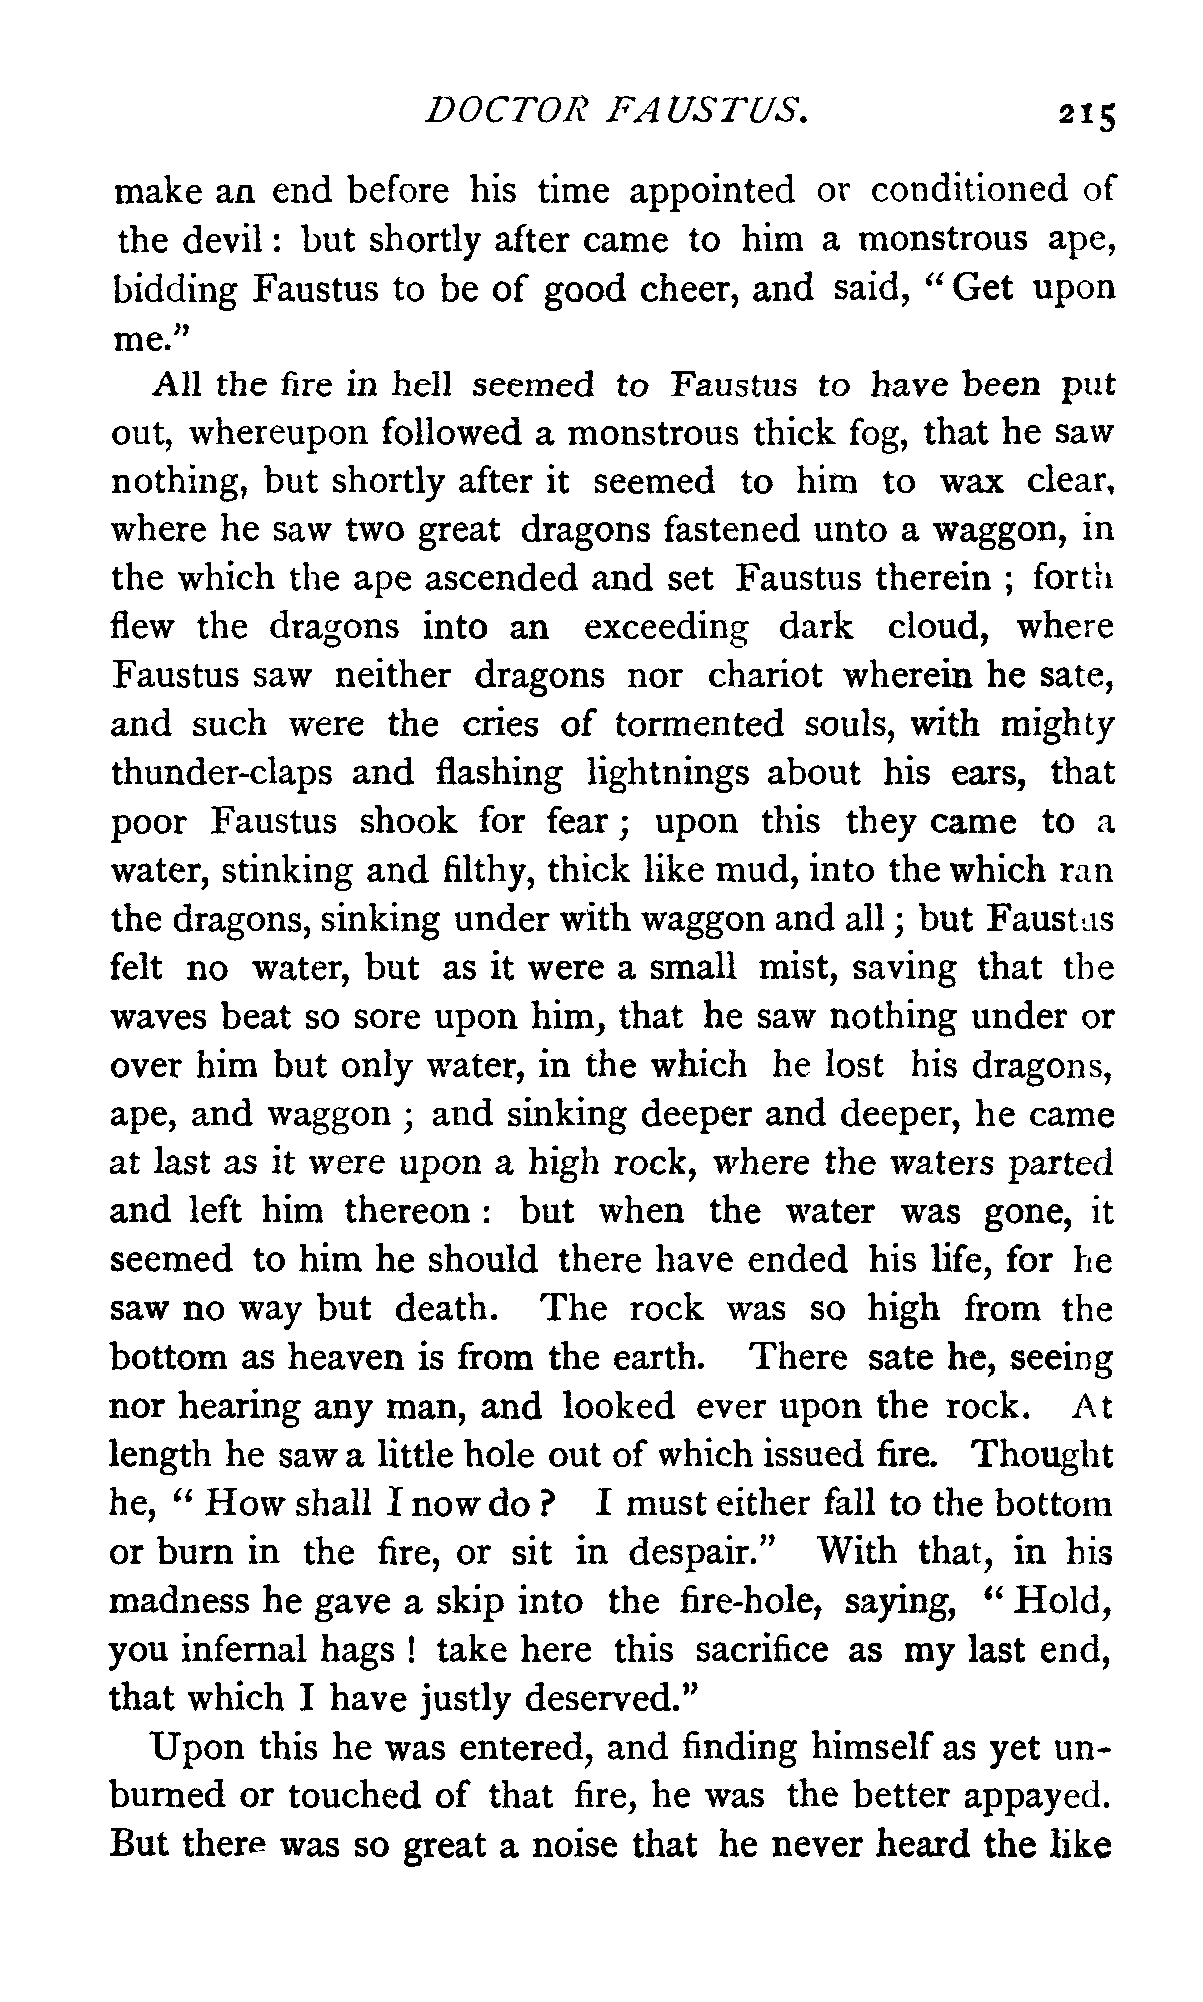 DOCTOR FAUSTUS. 215
make an end before his time appointed or conditioned of
the devil : but shortly after came to him a monstrous ape,
bidding Faustus to be of good cheer, and said, “ Get upon
me.”
All the fire in hell seemed to Faustus to have been put
out, whereupon followed a monstrous thick fog, that he saw
nothing, but shortly after it seemed to him to wax clear,
where he saw two great dragons fastened unto a waggon, in
the which the ape ascended and set Faustus therein ; forth
flew the dragons into an exceeding dark cloud, where
Faustus saw neither dragons nor chariot wherein he sate,
and such were the cries of tormented souls, with mighty
thunder-claps and flashing lightnings about his ears, that
poor Faustus shook for fear ; upon this they came to a
water, stinking and filthy, thick like mud, into the which ran
the dragons, sinking under with waggon and all ; but Faustus
felt no water, but as it were a small mist, saving that the
waves beat so sore upon him, that he saw nothing under or
over him but only water, in the which he lost his dragons,
ape, and waggon ; and sinking deeper and deeper, he came
at last as it were upon a high rock, where the waters parted
and left him thereon : but when the water was gone, it
seemed to him he should there have ended his life, for he
saw no way but death. The rock was so high from the
bottom as heaven is from the earth. There sate he, seeing
nor hearing any man, and looked ever upon the rock. At
length he saw a little hole out of which issued fire. Thought
he, “ How shall I now do ? I must either fall to the bottom
or burn in the fire, or sit in despair.” With that, in his
madness he gave a skip into the fire-hole, saying, “ Hold,
you infernal hags ! take here this sacrifice as my last end,
that which I have justly deserved.”
Upon this he was entered, and finding himself as yet un-
burned or touched of that fire, he was the better appayed.
But there was so great a noise that he never heard the like